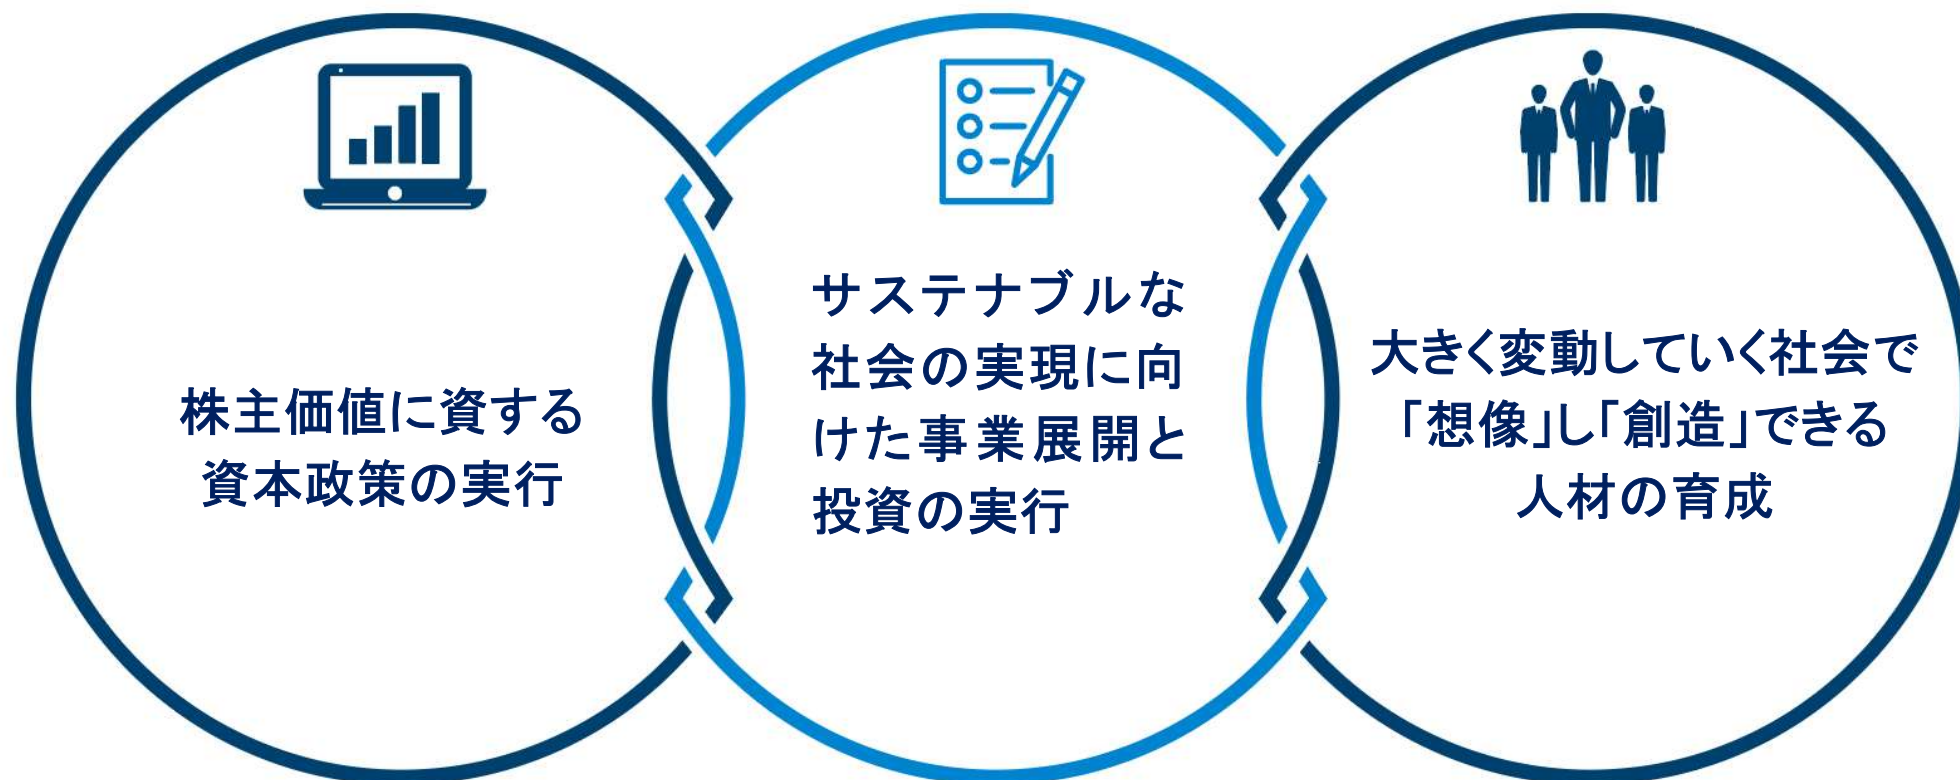 株主価値に資する
資本政策の実行
サステナブルな
社会の実現に向
けた事業展開と
投資の実行
大きく変動していく社会で
「想像」し「創造」できる
人材の育成